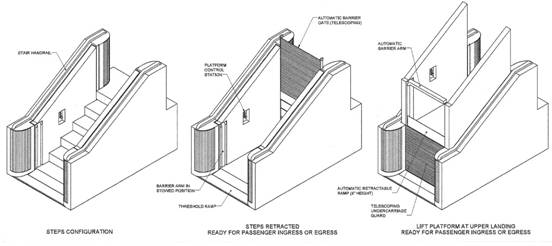 STAIR HANDRAIL
STEPS CONFIGURATION
AUTOMATIC BARRIER
GATE (TELESCOPING)
PLATFORM
CONTROL
STATION
BARRIER ARM IN
STOWED POSITION
THRESHOLD RAMP
STEPS RETRACTED
READY FOR PASSENGER INGRESS OR EGRESS
AUTOMATIC
BARRIER ARM
AUTOMATIC RETRACTABLE
RAMP (6" HEIGHT)
TELESCOPING
UNDERCARRIAGE
GUARD
LIFT PLATFORM AT UPPER LANDING
READY FOR PASSENGER INGRESS OR EGRESS